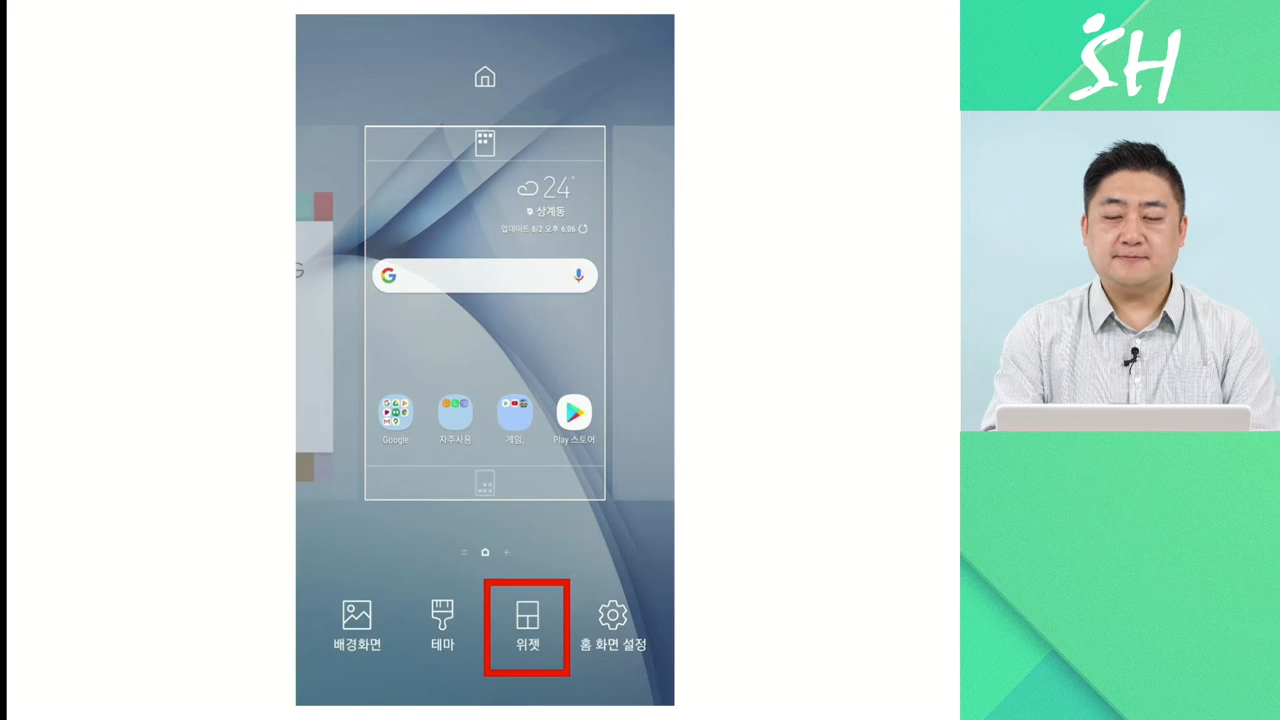 SH
24°
상계동
업데이트 8/2 오후 6:06
G
Google
자주사용
게임,
Play 스토어
배경화면
테마
위젯
홈 화면 설정